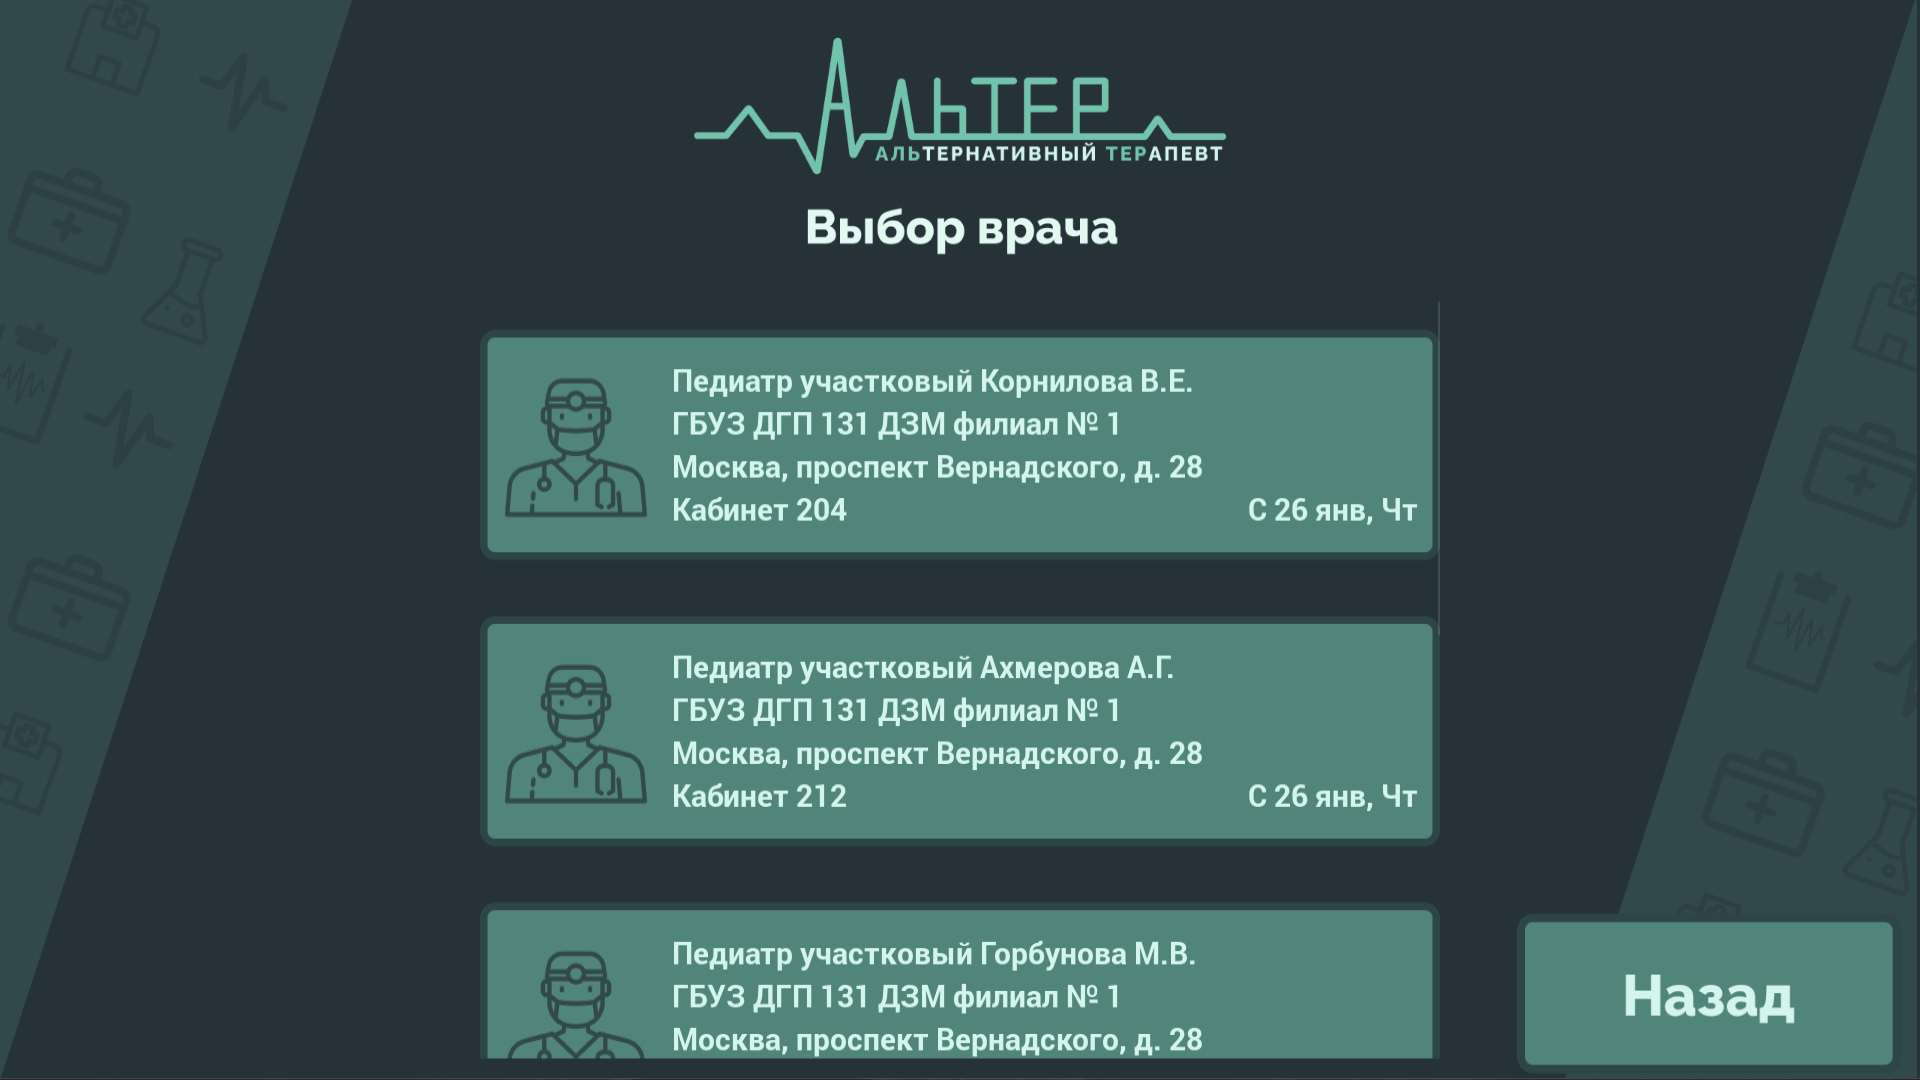 АЛЬТЕР
АЛЬТЕРНАТИВНЫЙ ТЕРАПЕВТ
Выбор врача
Педиатр участковый Корнилова В.Е.
ГБУЗ ДГП 131 ДЗМ филиал № 1
Москва, проспект Вернадского, д. 28
Кабинет 204 С 26 янв, Чт
Педиатр участковый Ахмерова А.Г.
ГБУЗ ДГП 131 ДЗМ филиал № 1
Москва, проспект Вернадского, д. 28
Кабинет 212 С 26 янв, Чт
Педиатр участковый Горбунова М.В.
ГБУЗ ДГП 131 ДЗМ филиал № 1
Москва, проспект Вернадского, д. 28
Назад